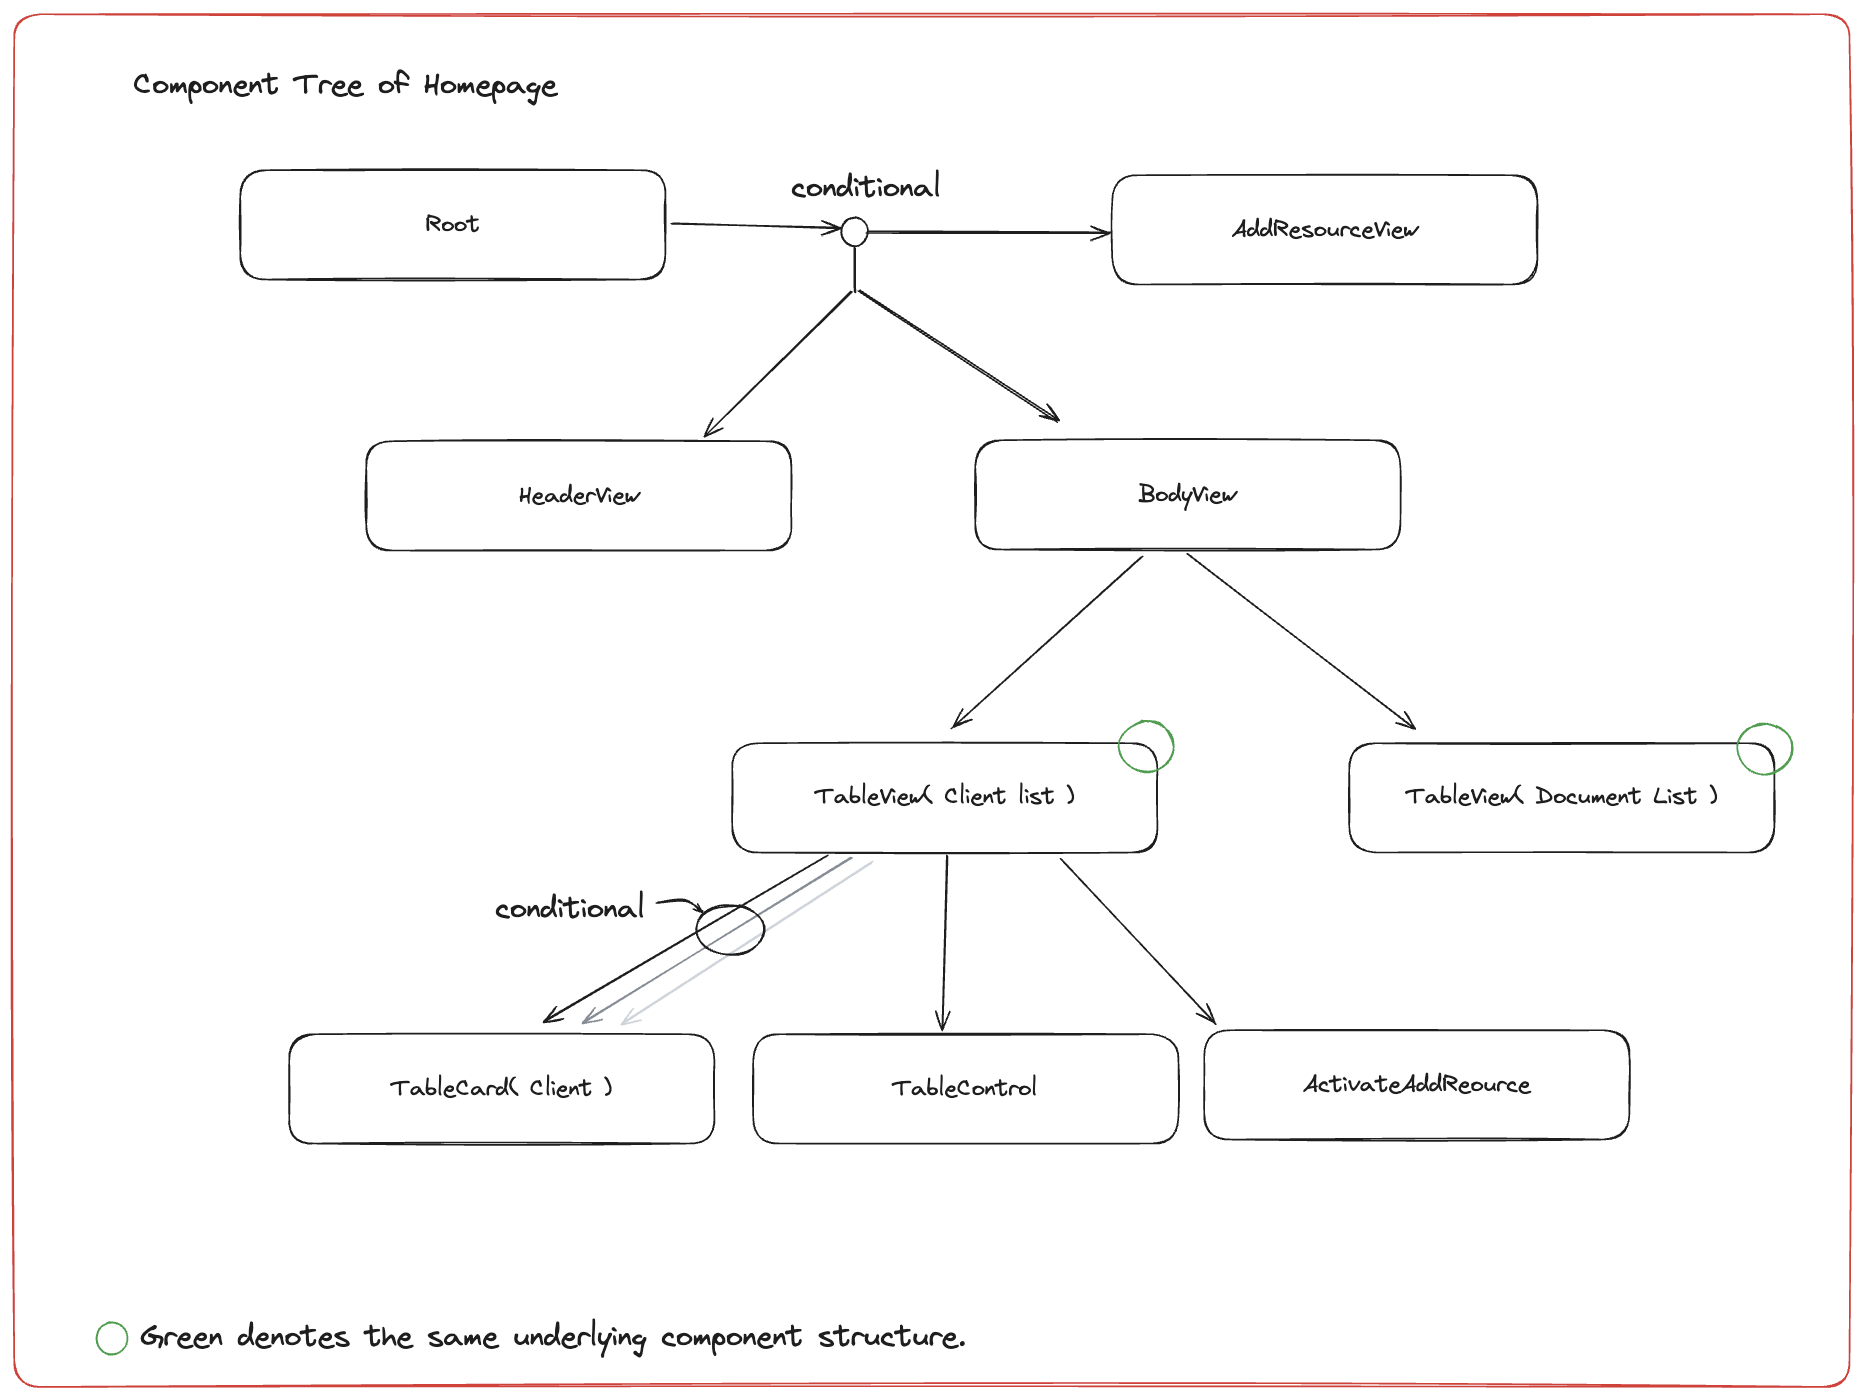 Component Tree of Homepage
conditional
Root
AddResourceView
HeaderView
BodyView
TableView( Client list )
TableView( Document List )
conditional
TableCard( Client )
TableControl
ActivateAddReource
Green denotes the same underlying component structure.